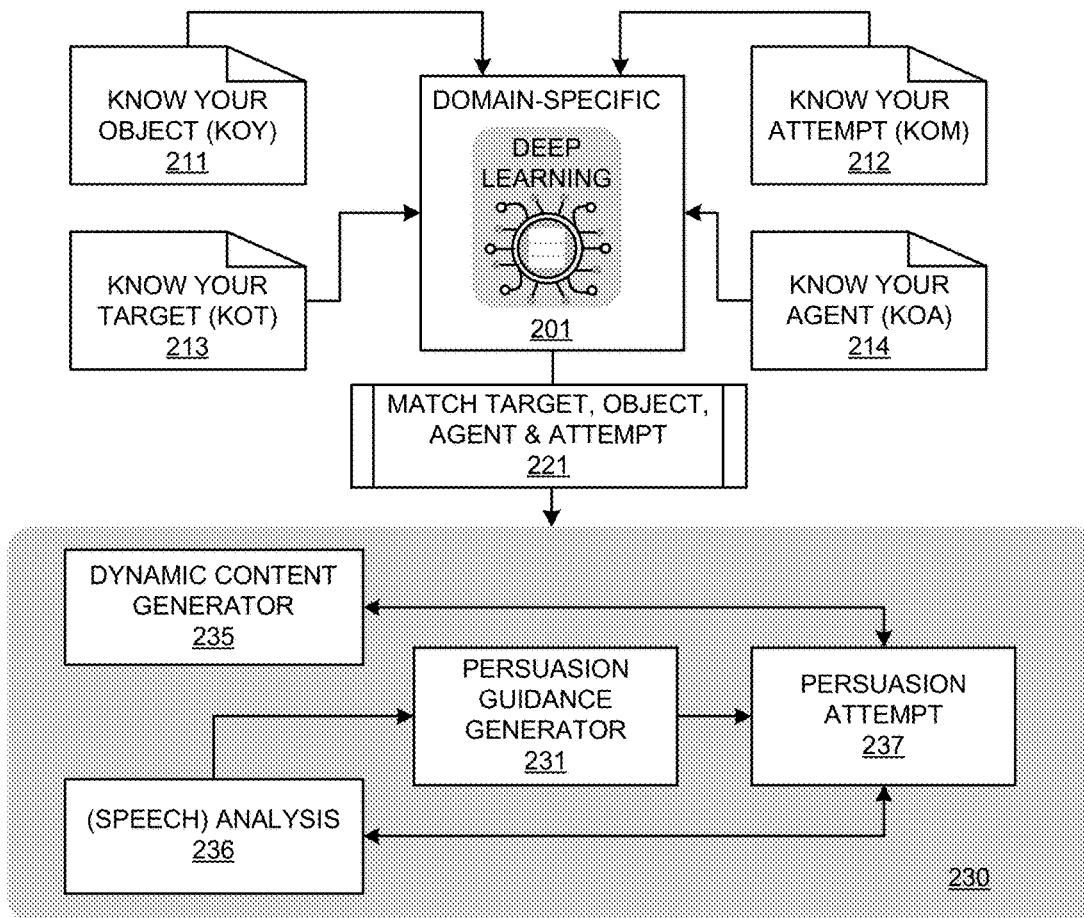 KNOW YOUR
OBJECT (KOY)
211
DOMAIN-SPECIFIC
DEEP
LEARNING
201
KNOW YOUR
ATTEMPT (KOM)
212
KNOW YOUR
TARGET (KOT)
213
KNOW YOUR
AGENT (KOA)
214
MATCH TARGET, OBJECT,
AGENT & ATTEMPT
221
DYNAMIC CONTENT
GENERATOR
235
PERSUASION
GUIDANCE
GENERATOR
231
PERSUASION
ATTEMPT
237
(SPEECH) ANALYSIS
236
230